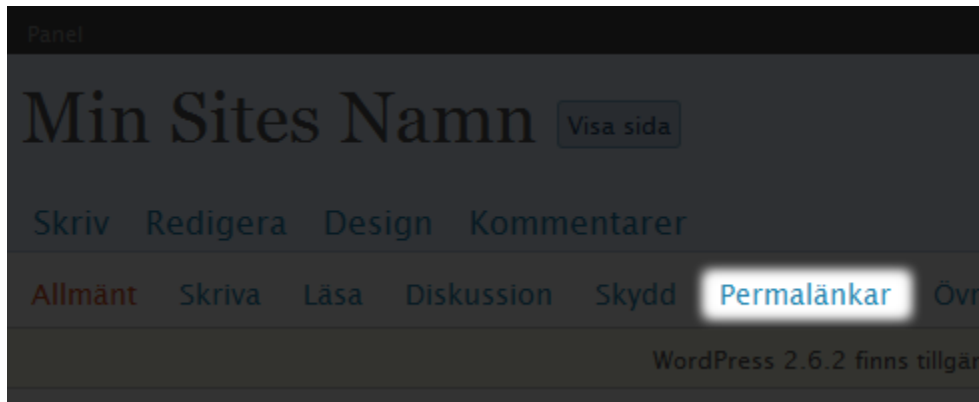 Panel
Min Sites Namn Visa sida
Skriv Redigera Design Kommentarer
Allmänt Skriva Läsa Diskussion Skydd Permalänkar
WordPress 2.6.2 finns